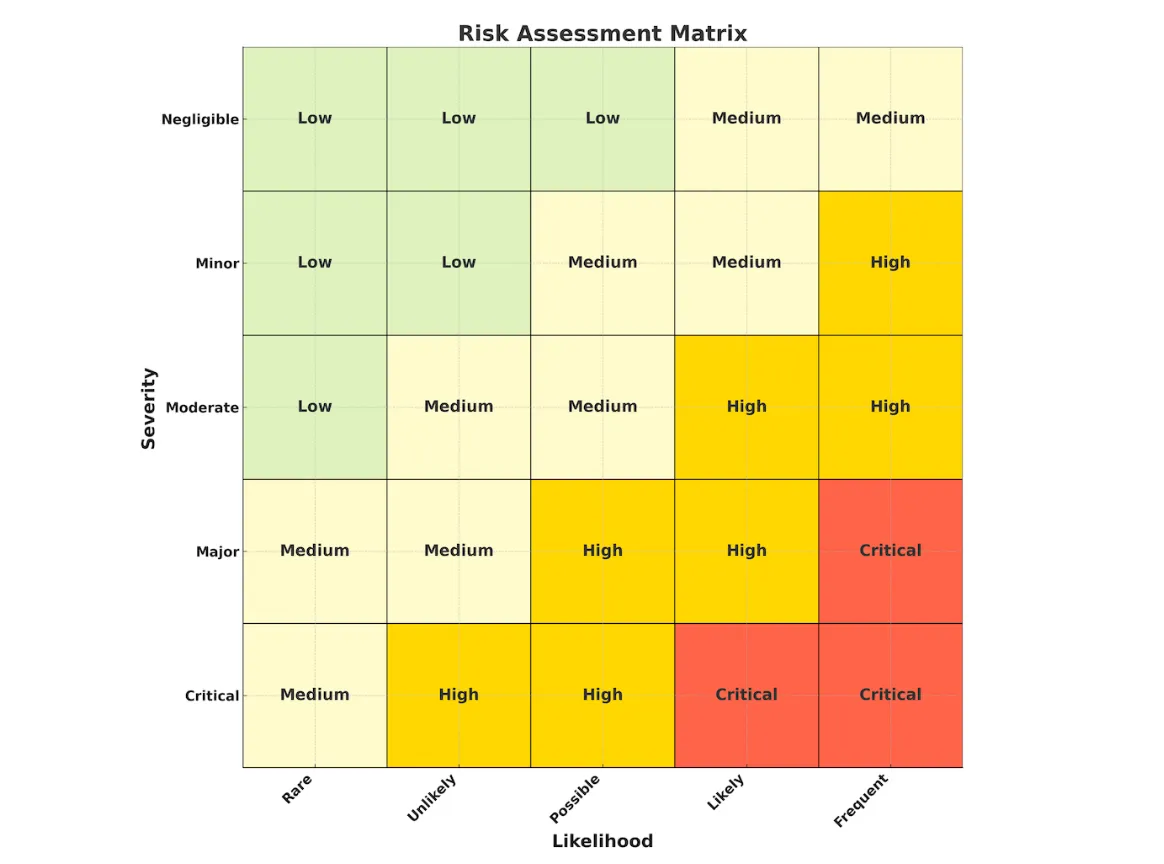 Risk Assessment Matrix
Negligible Low Low Low Medium Medium
Minor Low Low Medium Medium High
Severity
Moderate Low Medium Medium High High
Major Medium Medium High High Critical
Critical Medium High High Critical Critical
Rare Unlikely Possible Likely Frequent
Likelihood